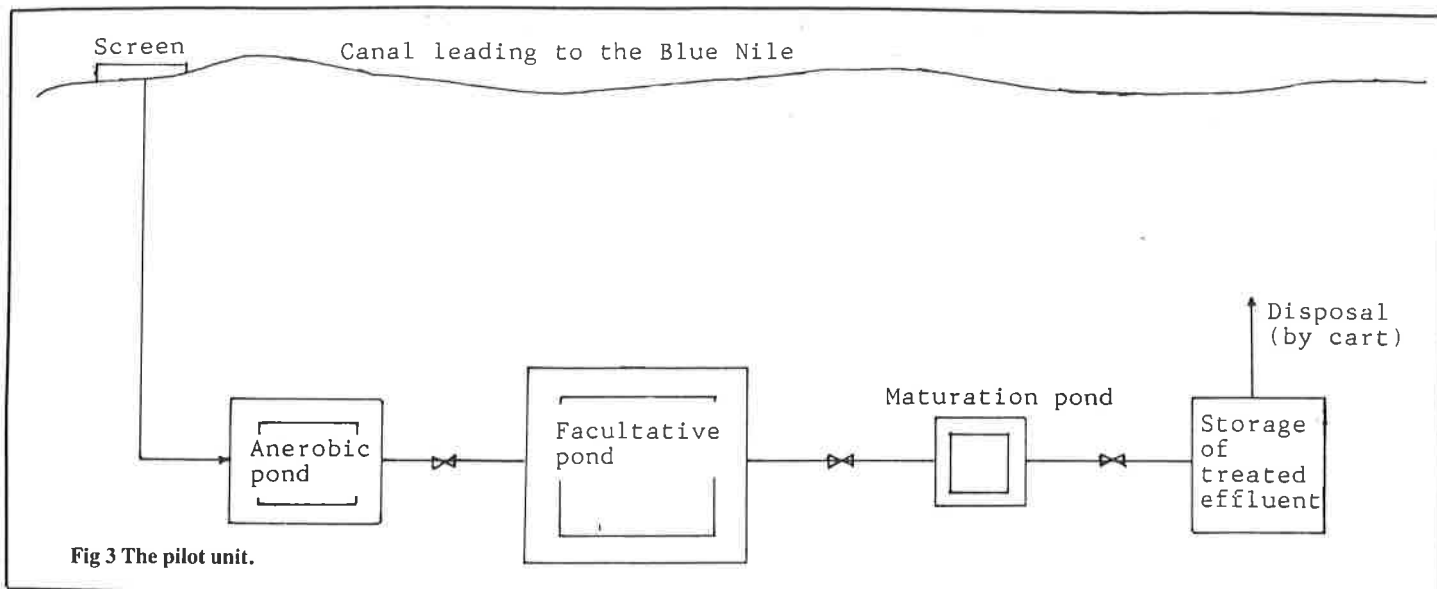 Screen
Canal leading to the Blue Nile
Disposal
(by cart)
Maturation pond
Anerobic
pond
Facultative
pond
Storage
of
treated
effluent
Fig 3 The pilot unit.